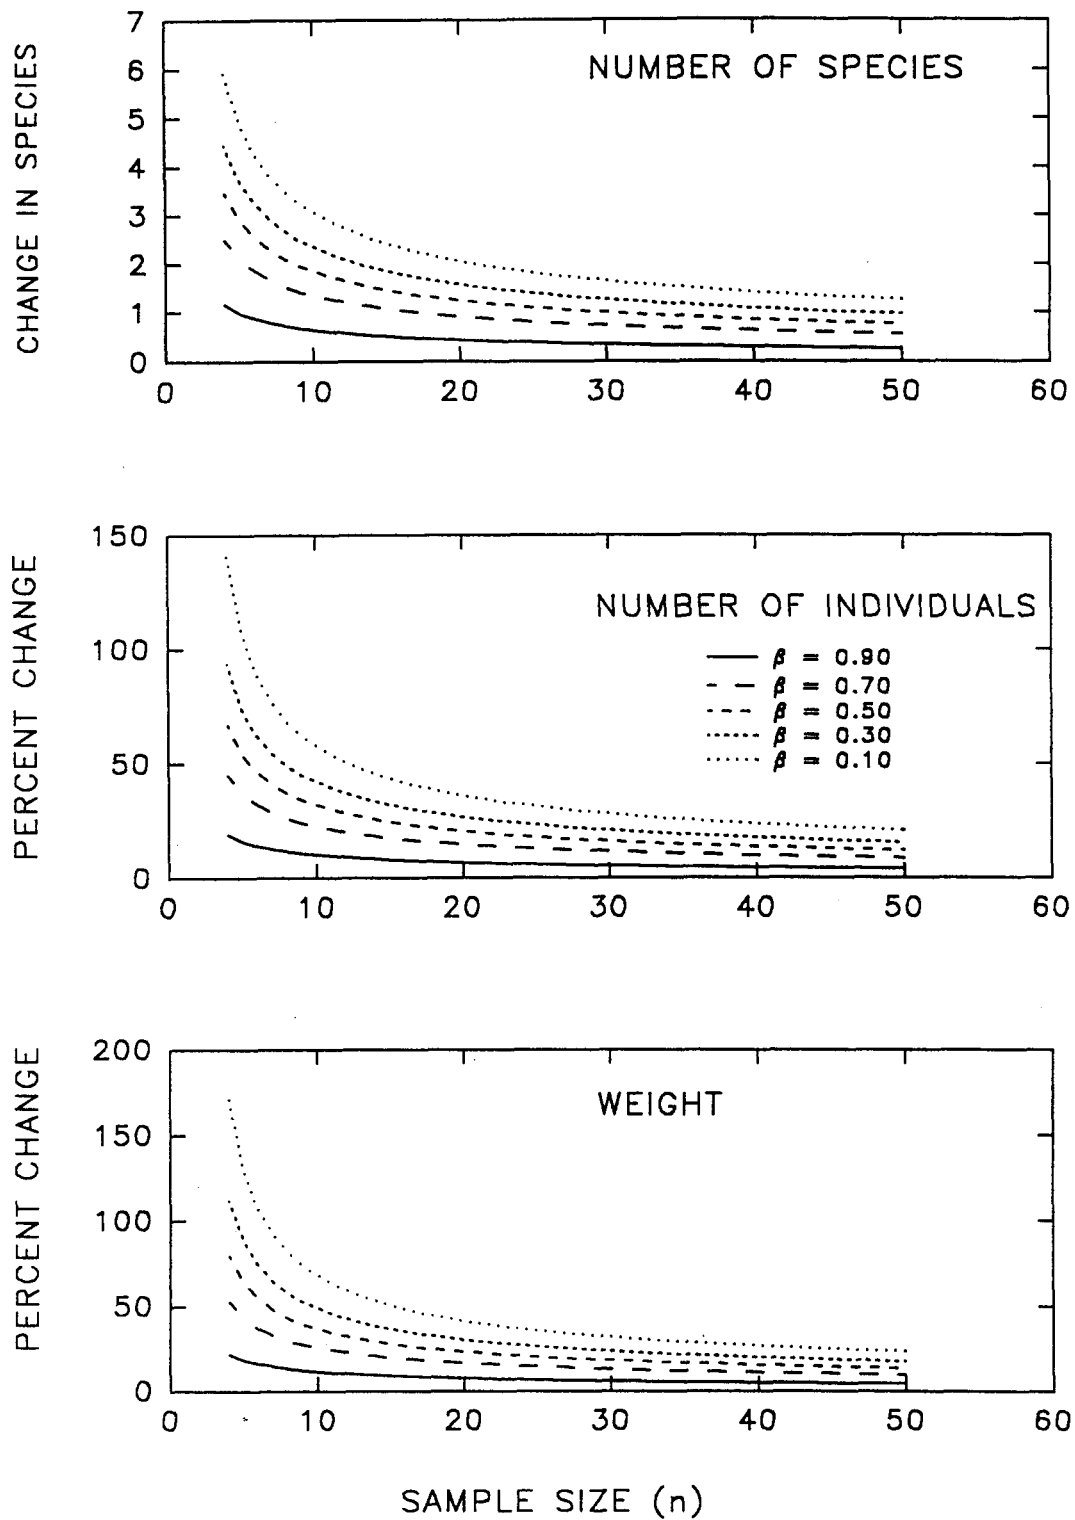 7
6
5
4
3
2
1
0
CHANGE IN SPECIES
NUMBER OF SPECIES
0 10 20 30 40 50 60
150
100
50
0
PERCENT CHANGE
NUMBER OF INDIVIDUALS
β = 0.90
β = 0.70
β = 0.50
β = 0.30
β = 0.10
0 10 20 30 40 50 60
200
150
100
50
0
PERCENT CHANGE
WEIGHT
0 10 20 30 40 50 60
SAMPLE SIZE (n)